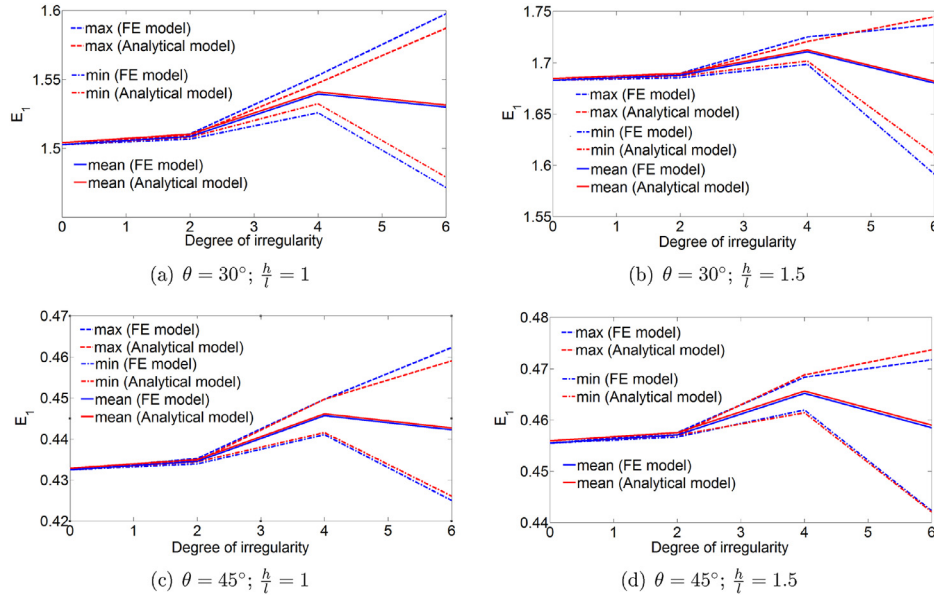 1.6
1.55
1.5
E₁
max (FE model)
max (Analytical model)
min (FE model)
min (Analytical model)
mean (FE model)
mean (Analytical model)
0 1 2 3 4 5 6
Degree of irregularity
(a) θ = 30°; h/l = 1
1.75
1.7
1.65
1.6
1.55
E₁
max (FE model)
max (Analytical model)
min (FE model)
min (Analytical model)
mean (FE model)
mean (Analytical model)
0 1 2 3 4 5 6
Degree of irregularity
(b) θ = 30°; h/l = 1.5
0.47
0.46
0.45
0.44
0.43
0.42
E₁
max (FE model)
max (Analytical model)
min (FE model)
min (Analytical model)
mean (FE model)
mean (Analytical model)
0 1 2 3 4 5 6
Degree of irregularity
(c) θ = 45°; h/l = 1
0.48
0.47
0.46
0.45
0.44
E₁
max (FE model)
max (Analytical model)
min (FE model)
min (Analytical model)
mean (FE model)
mean (Analytical model)
0 1 2 3 4 5 6
Degree of irregularity
(d) θ = 45°; h/l = 1.5